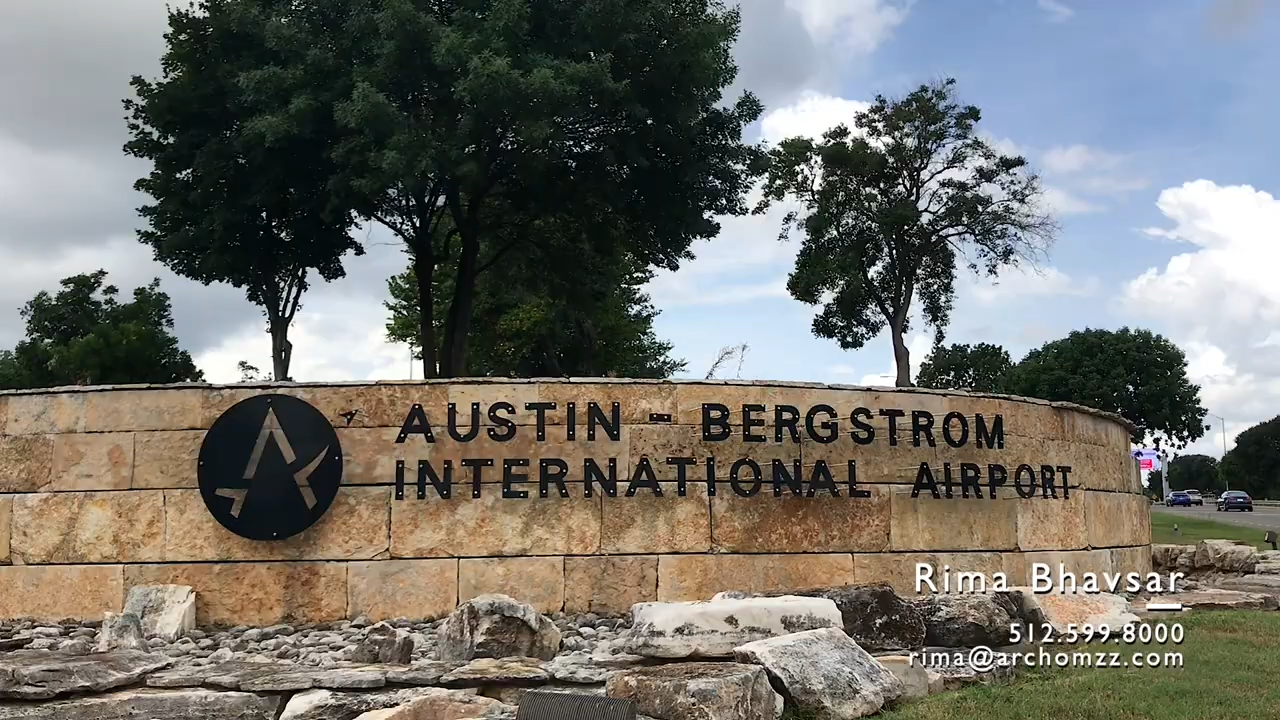 AUSTIN - BERGSTROM
INTERNATIONAL AIRPORT
Rima Bhavsar
512.599.8000
rima@archomzz.com